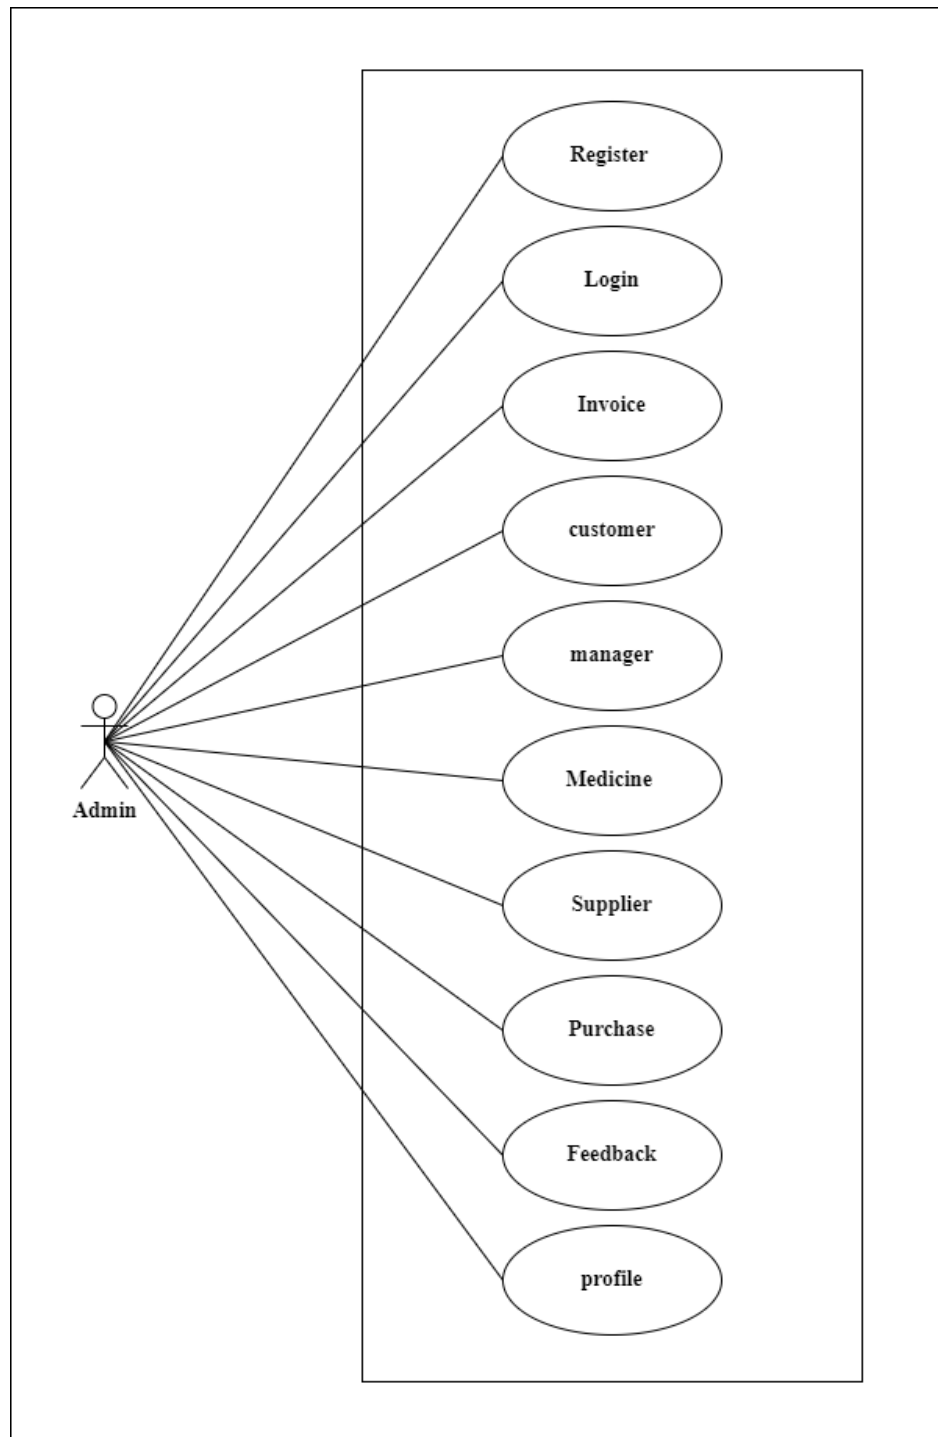 Register
Login
Invoice
customer
manager
Medicine
Admin
Supplier
Purchase
Feedback
profile